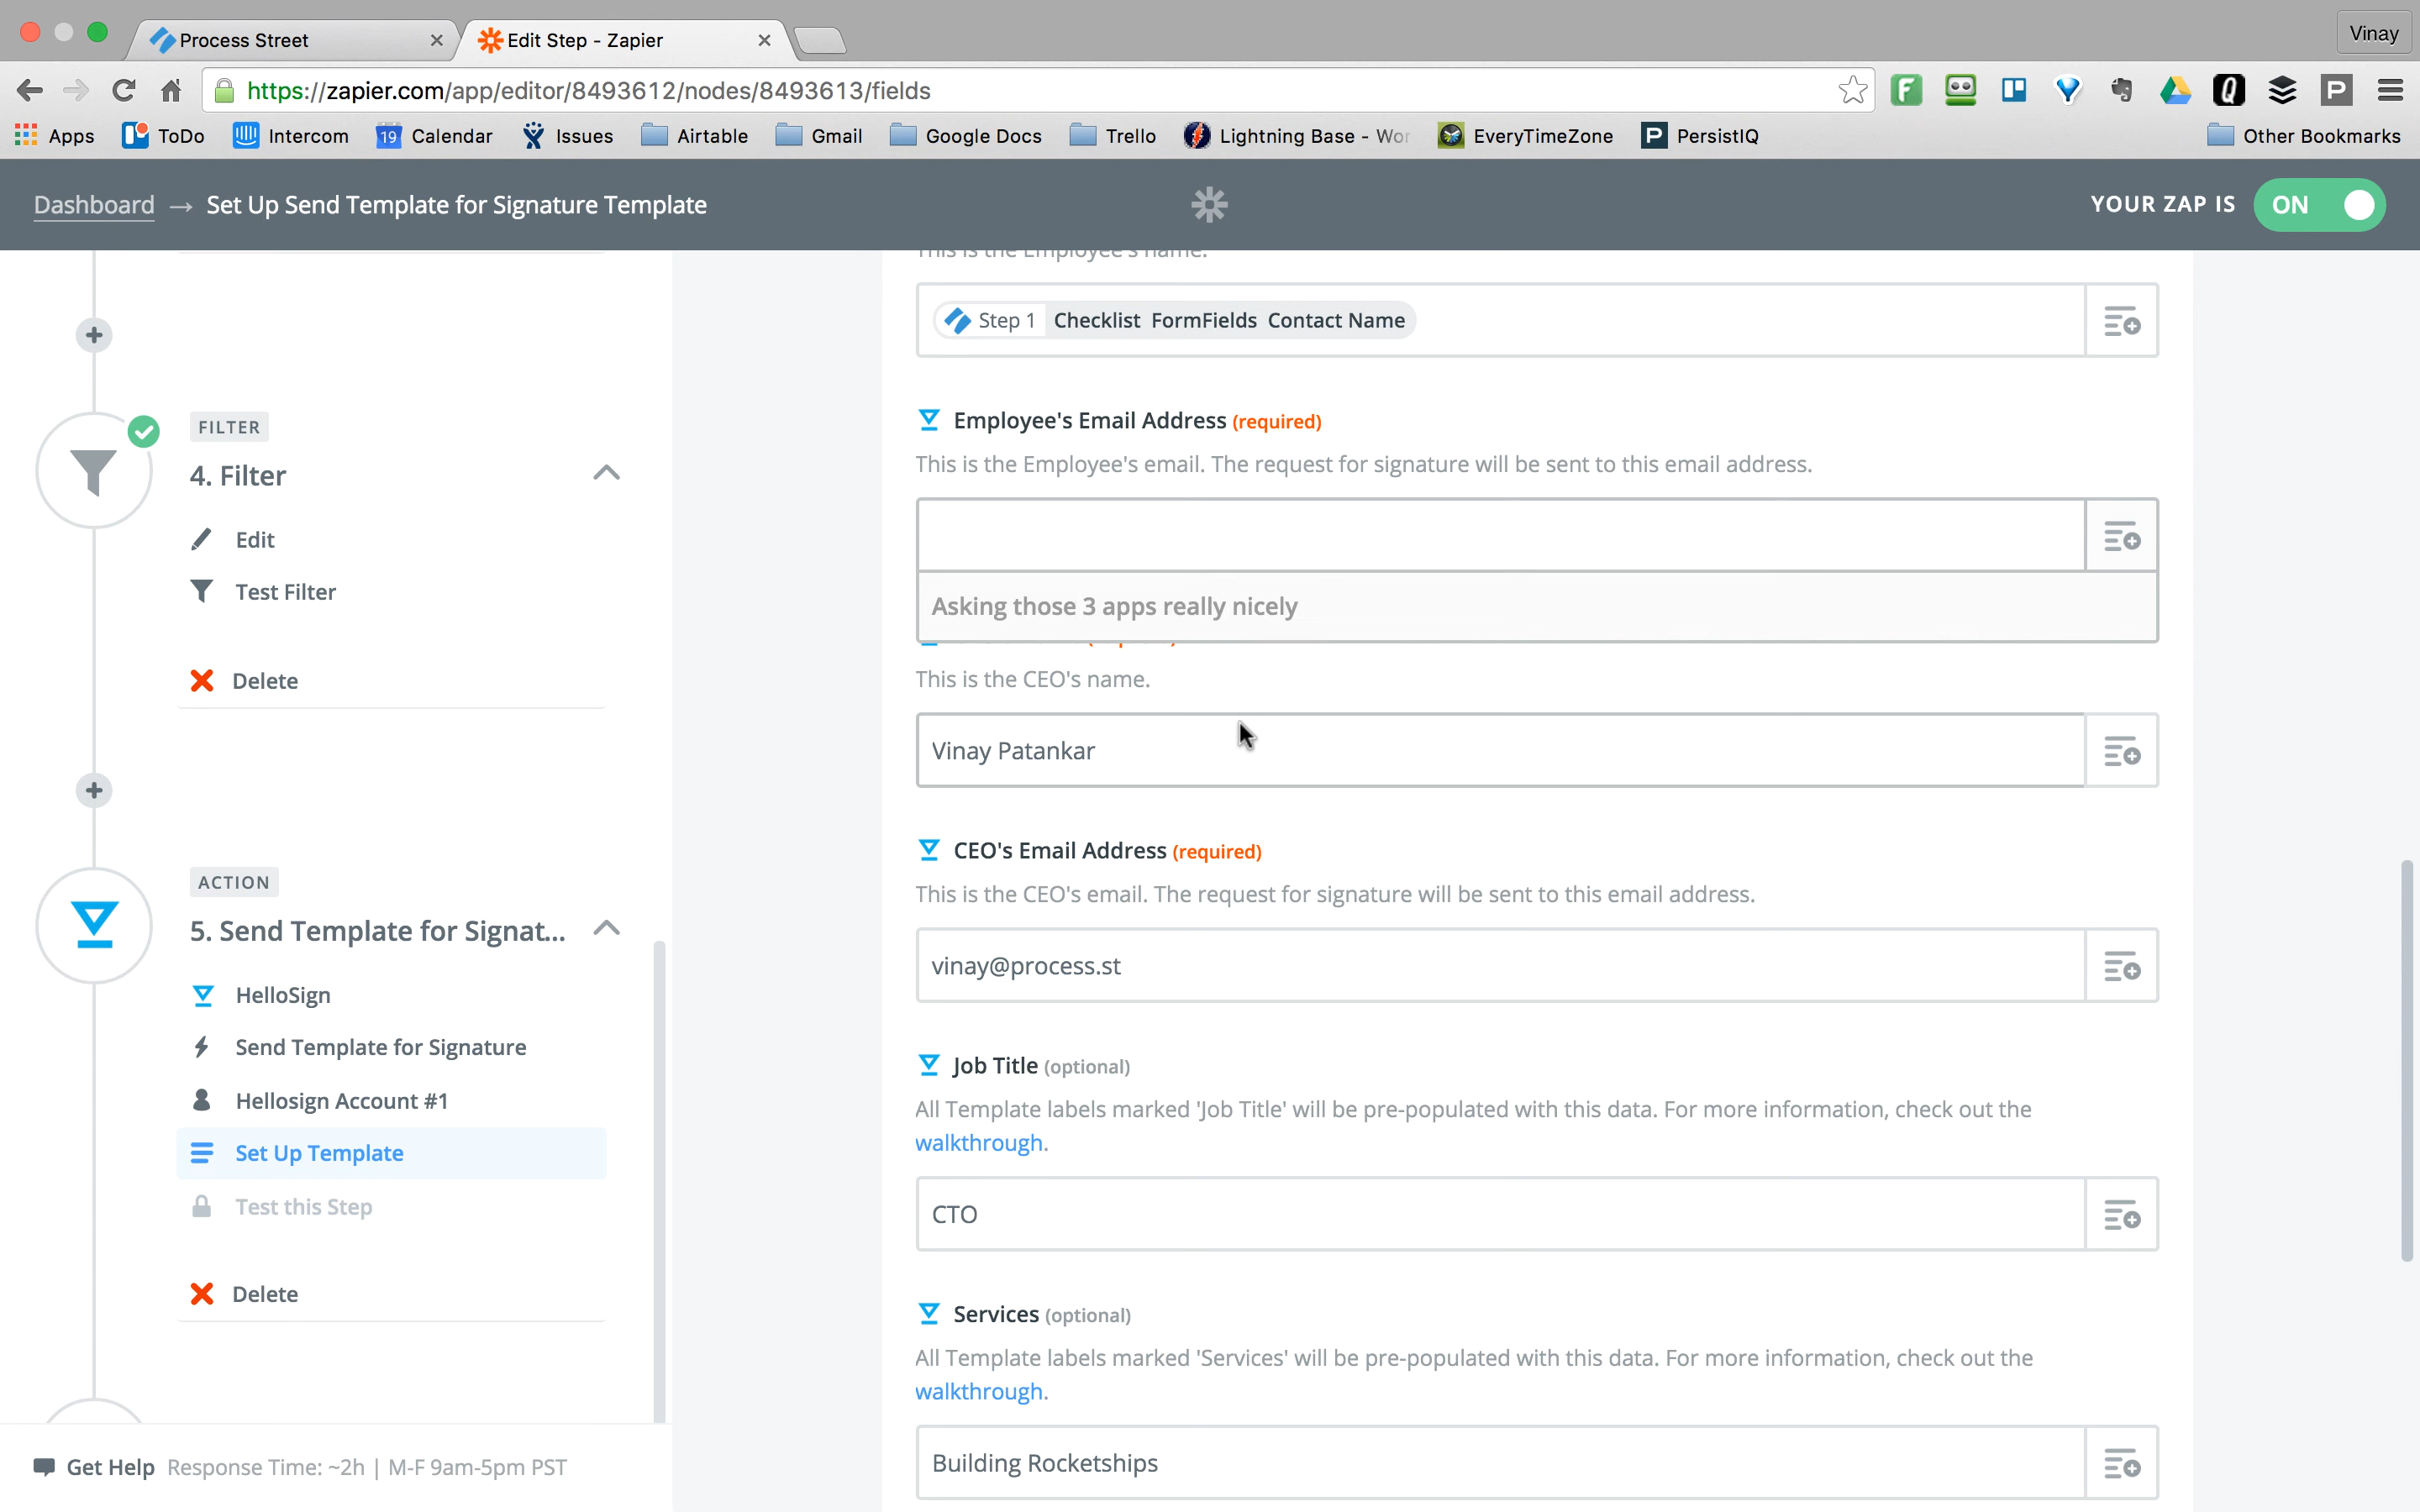 Process Street
Edit Step - Zapier
Vinay
https://zapier.com/app/editor/8493612/nodes/8493613/fields
Apps
ToDo
Intercom
19
Calendar
Issues
Airtable
Gmail
Google Docs
Trello
Lightning Base - Wor
EveryTimeZone
PersistIQ
Other Bookmarks
Dashboard → Set Up Send Template for Signature Template
YOUR ZAP IS ON
This is the Employee's name.
Step 1 Checklist FormFields Contact Name
FILTER
4. Filter
Edit
Test Filter
Delete
Employee's Email Address (required)
This is the Employee's email. The request for signature will be sent to this email address.
Asking those 3 apps really nicely
This is the CEO's name.
Vinay Patankar
CEO's Email Address (required)
This is the CEO's email. The request for signature will be sent to this email address.
vinay@process.st
ACTION
5. Send Template for Signat...
HelloSign
Send Template for Signature
Hellosign Account #1
Set Up Template
Test this Step
Delete
Job Title (optional)
All Template labels marked 'Job Title' will be pre-populated with this data. For more information, check out the
walkthrough.
CTO
Services (optional)
All Template labels marked 'Services' will be pre-populated with this data. For more information, check out the
walkthrough.
Building Rocketships
Get Help Response Time: ~2h | M-F 9am-5pm PST